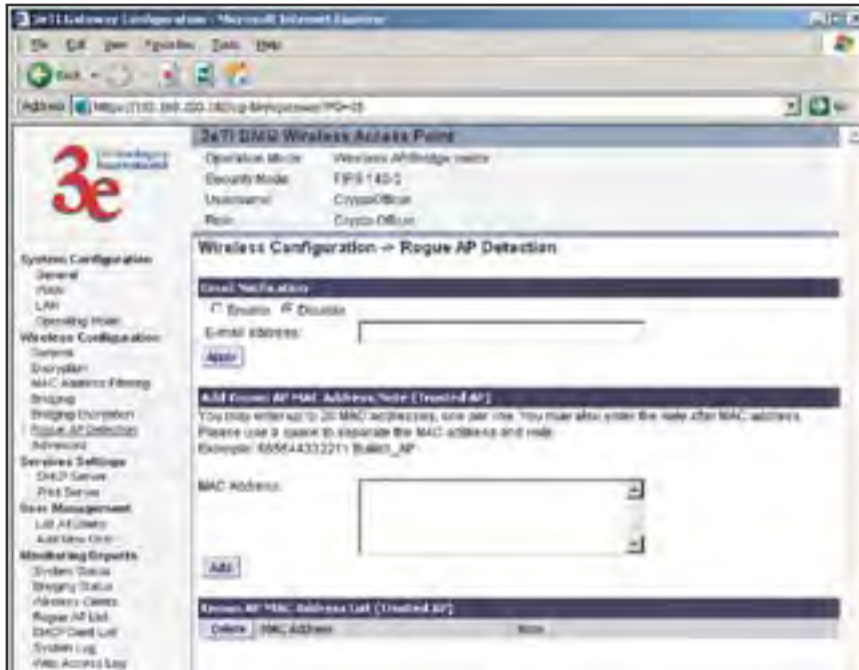 3eTI Gateway Configuration - Microsoft Internet Explorer
File Edit View Favorites Tools Help
Back
Address
3e Technologies International
3eTI DMG Wireless Access Point
Operation Mode: Wireless AP/Bridge mode
Security Mode: FIPS 140-2
Username: CryptoOfficer
Role: Crypto Officer
Wireless Configuration -> Rogue AP Detection
System Configuration
General
WAN
LAN
Operating Mode
Wireless Configuration
General
Encryption
MAC Address Filtering
Bridging
Bridging Encryption
Rogue AP Detection
Advanced
Services Settings
DHCP Server
Print Server
User Management
List All Users
Add New User
Monitoring Reports
System Status
Bridging Status
Wireless Clients
Rogue AP List
DHCP Client List
System Log
Web Access Log
Email Notification
Enable Disable
E-mail address:
Apply
Add Known AP MAC Address/Note (Trusted AP)
You may enter up to 20 MAC addresses, one per line. You may also enter the note after MAC address.
Please use a space to separate the MAC address and note.
Example: 665544332211
MAC Address:
Add
Known AP MAC Address List (Trusted AP)
Delete MAC Address Note